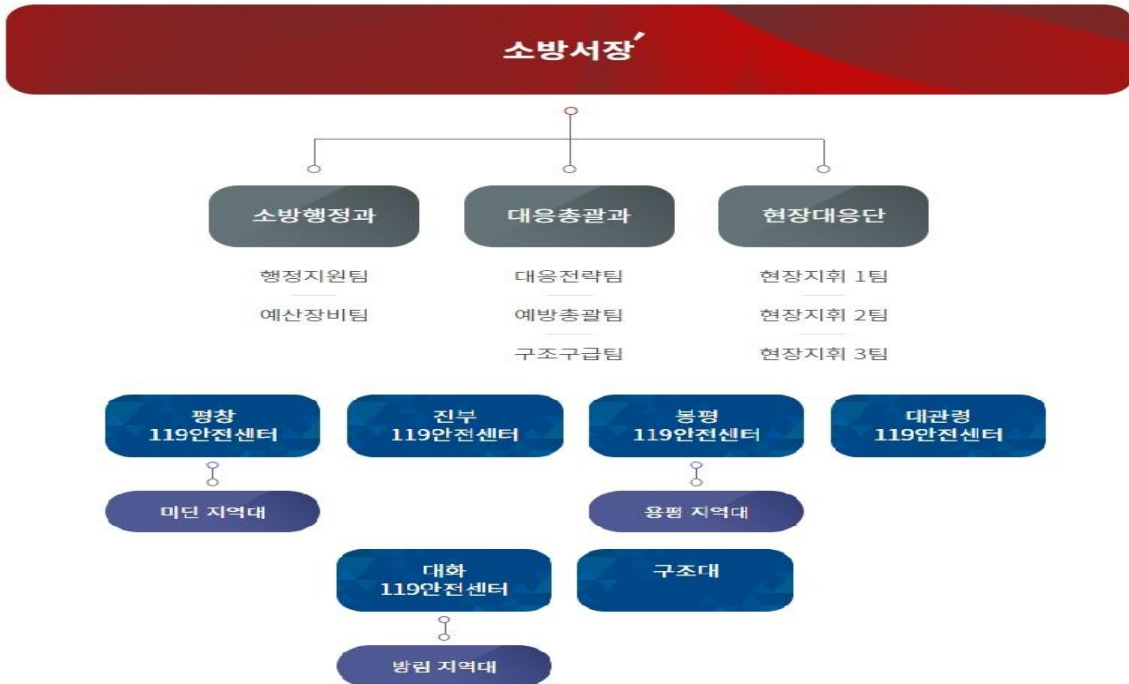 소방서장
소방행정과 대응총괄과 현장대응단
행정지원팀 대응전략팀 현장지휘 1팀
예산장비팀 예방총괄팀 현장지휘 2팀
구조구급팀 현장지휘 3팀
평창 진부 봉평 대관령
119안전센터 119안전센터 119안전센터 119안전센터
미딘 지역대 용평 지역대
대화 구조대
119안전센터
방림 지역대